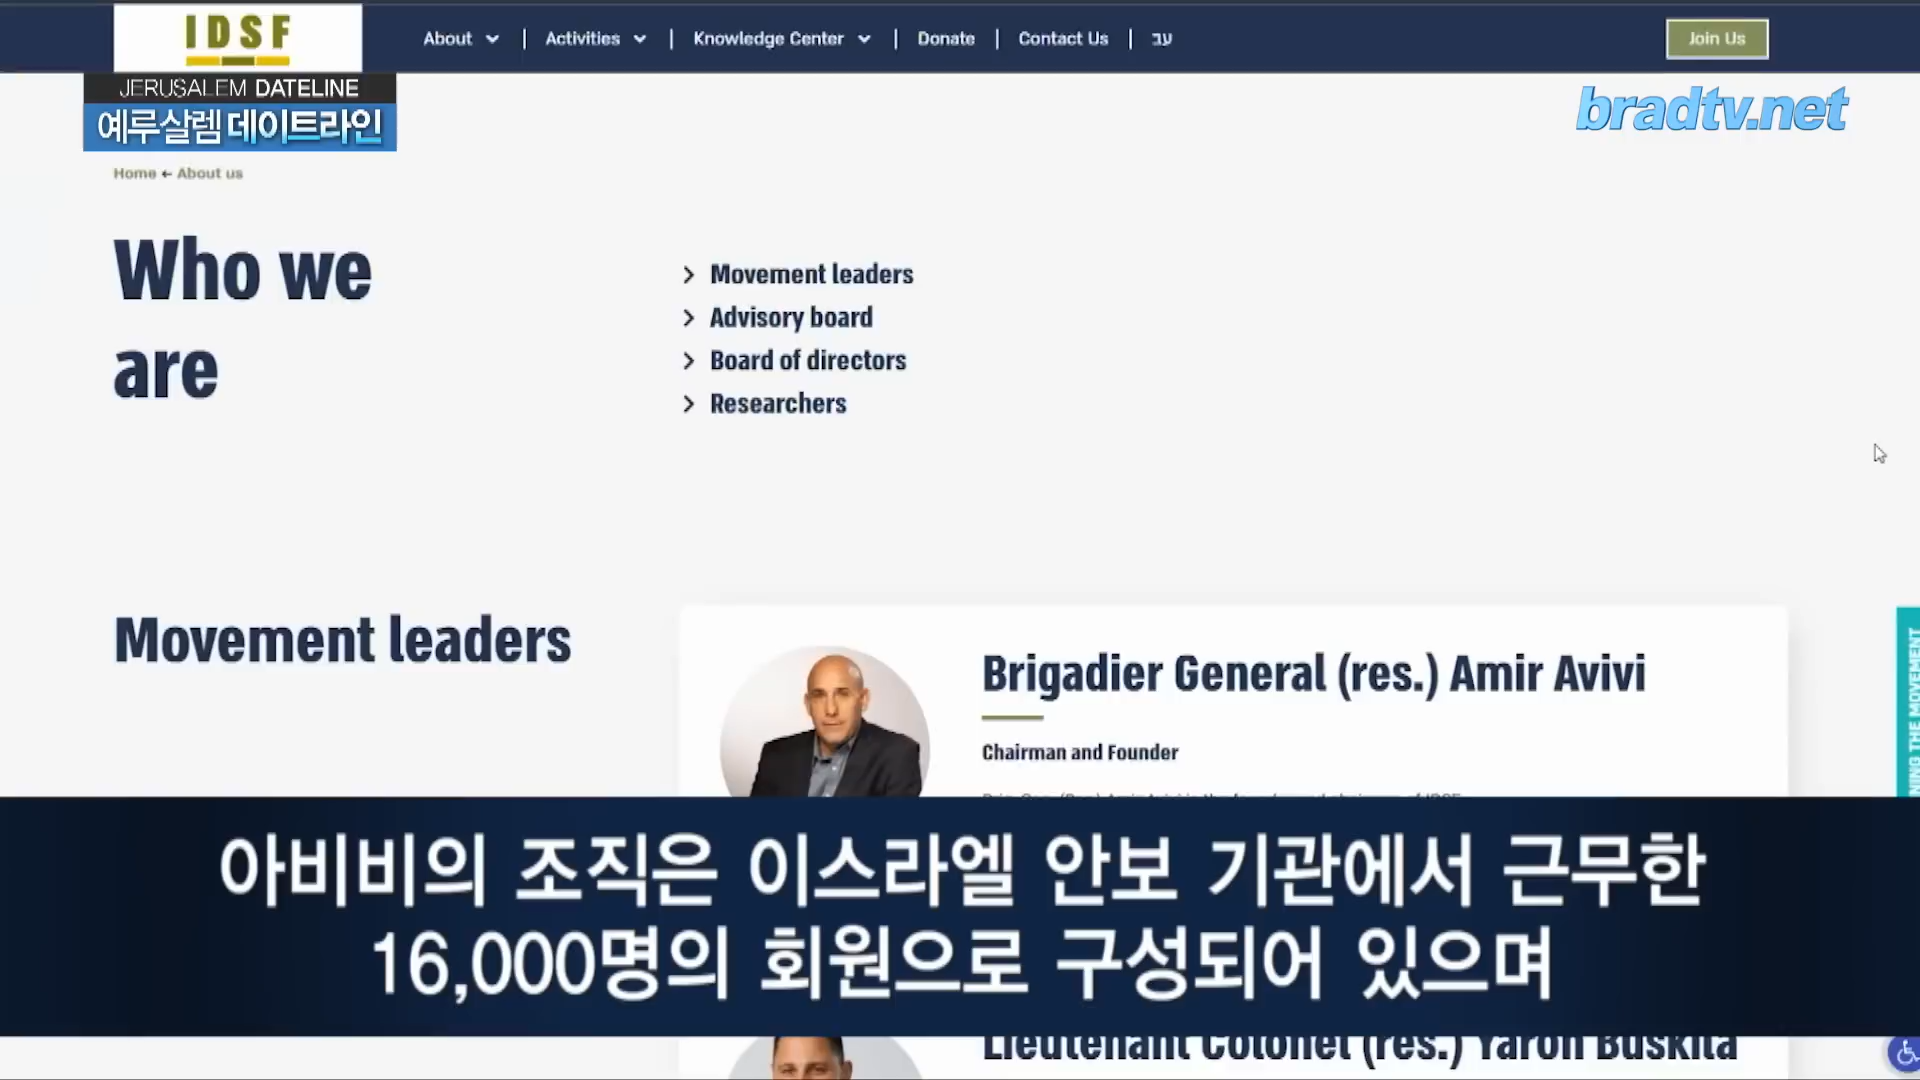 IDSF
About
Activities
Knowledge Center
Donate
Contact Us
עב
Join Us
JERUSALEM DATELINE
예루살렘 데이트라인
bradtv.net
Home ← About us
Who we
are
Movement leaders
Advisory board
Board of directors
Researchers
Movement leaders
Brigadier General (res.) Amir Avivi
Chairman and Founder
THE MOVEMENT
아비비의 조직은 이스라엘 안보 기관에서 근무한
16,000명의 회원으로 구성되어 있으며
Lieutenant Colonel (res.) Yaron Buskila